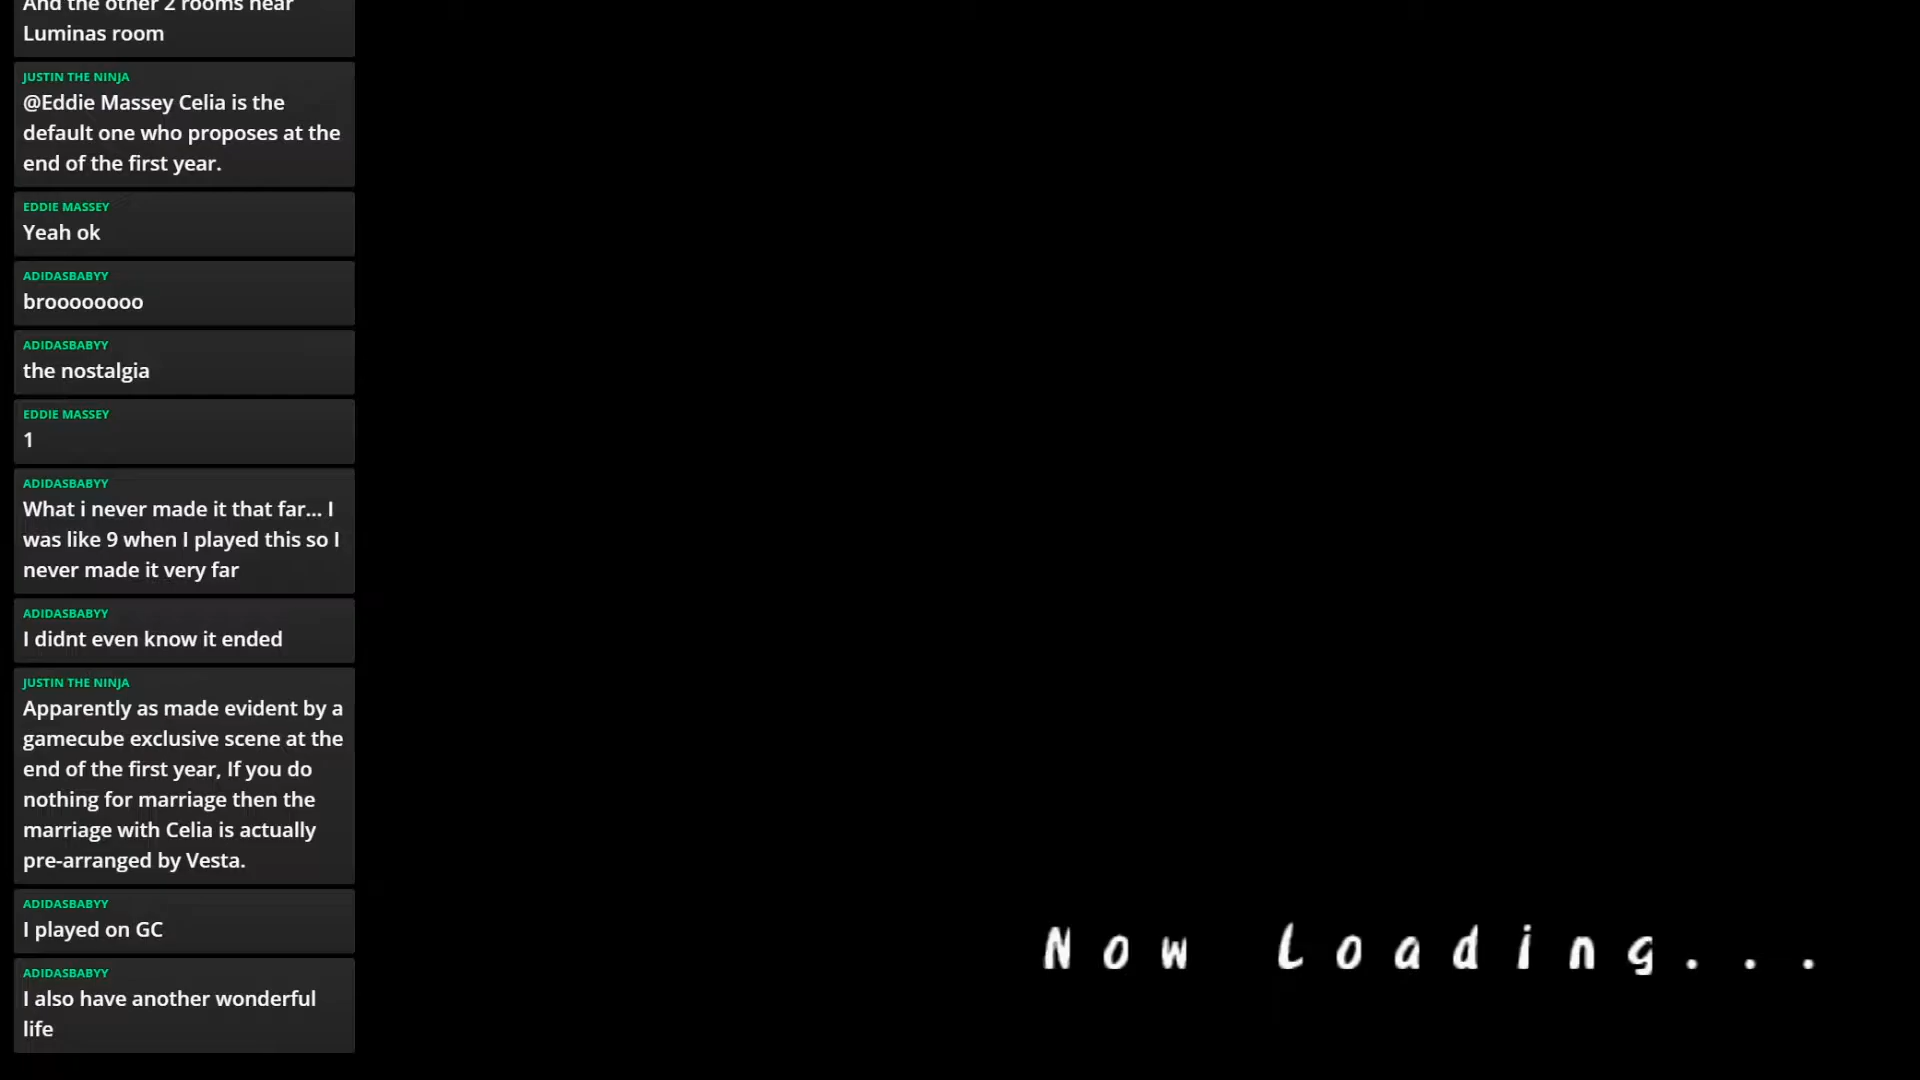 And the other 2 rooms near
Luminas room
JUSTIN THE NINJA
@Eddie Massey Celia is the
default one who proposes at the
end of the first year.
EDDIE MASSEY
Yeah ok
ADIDASBABYY
broooooooo
ADIDASBABYY
the nostalgia
EDDIE MASSEY
1
ADIDASBABYY
What i never made it that far... I
was like 9 when I played this so I
never made it very far
ADIDASBABYY
I didnt even know it ended
JUSTIN THE NINJA
Apparently as made evident by a
gamecube exclusive scene at the
end of the first year, If you do
nothing for marriage then the
marriage with Celia is actually
pre-arranged by Vesta.
ADIDASBABYY
I played on GC
ADIDASBABYY
I also have another wonderful
life
Now Loading...